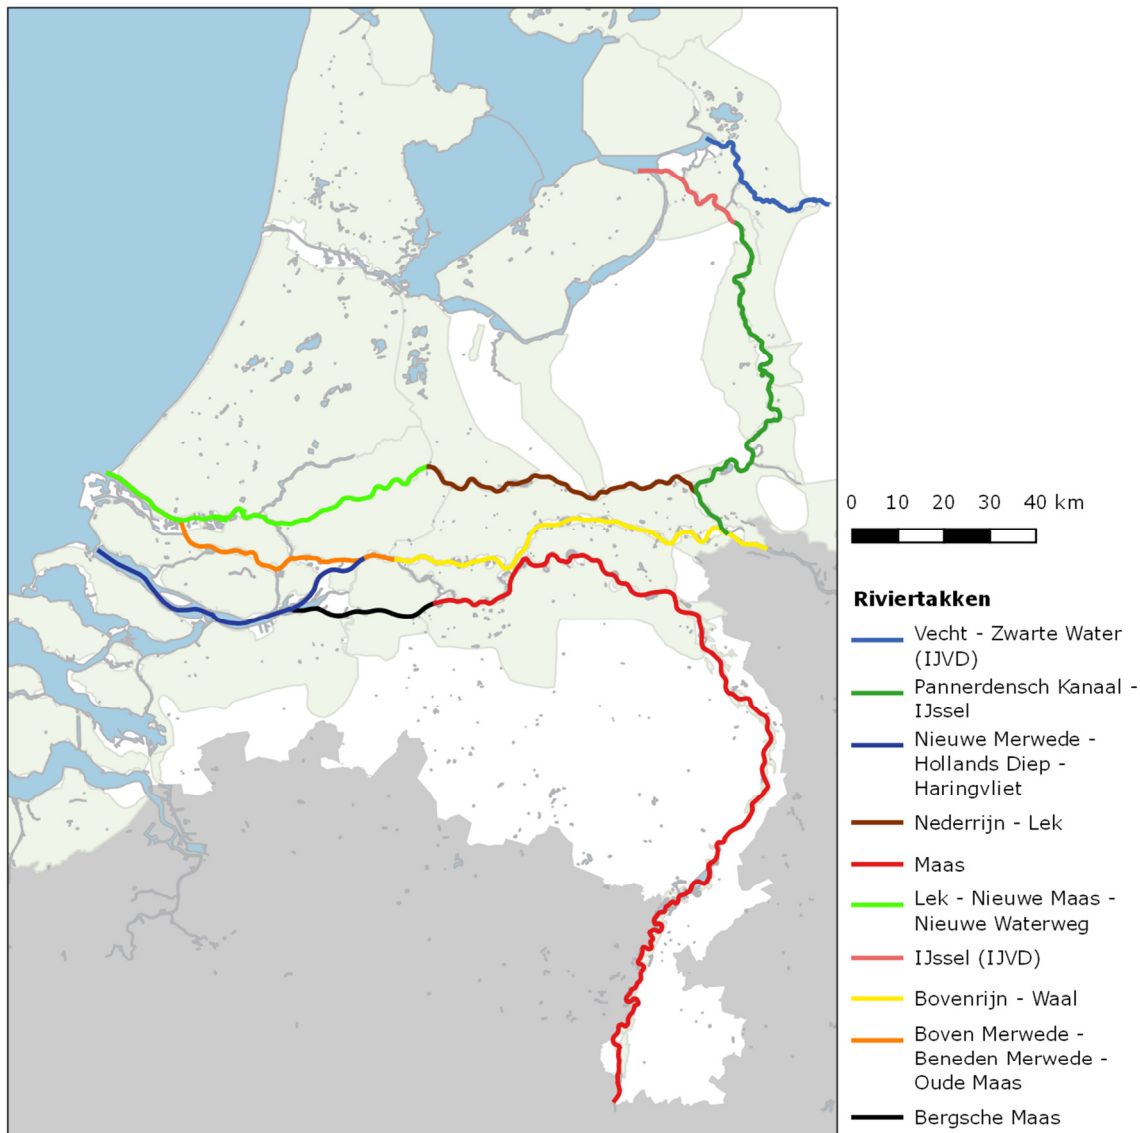 0 10 20 30 40 km
Riviertakken
Vecht - Zwarte Water
(IJVD)
Pannerdensch Kanaal -
IJssel
Nieuwe Merwede -
Hollands Diep -
Haringvliet
Nederrijn - Lek
Maas
Lek - Nieuwe Maas -
Nieuwe Waterweg
IJssel (IJVD)
Bovenrijn - Waal
Boven Merwede -
Beneden Merwede -
Oude Maas
Bergsche Maas